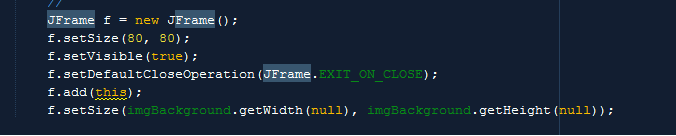 //
JFrame f = new JFrame();
f.setSize(80, 80);
f.setVisible(true);
f.setDefaultCloseOperation(JFrame.EXIT_ON_CLOSE);
f.add(this);
f.setSize(imgBackground.getWidth(null), imgBackground.getHeight(null));